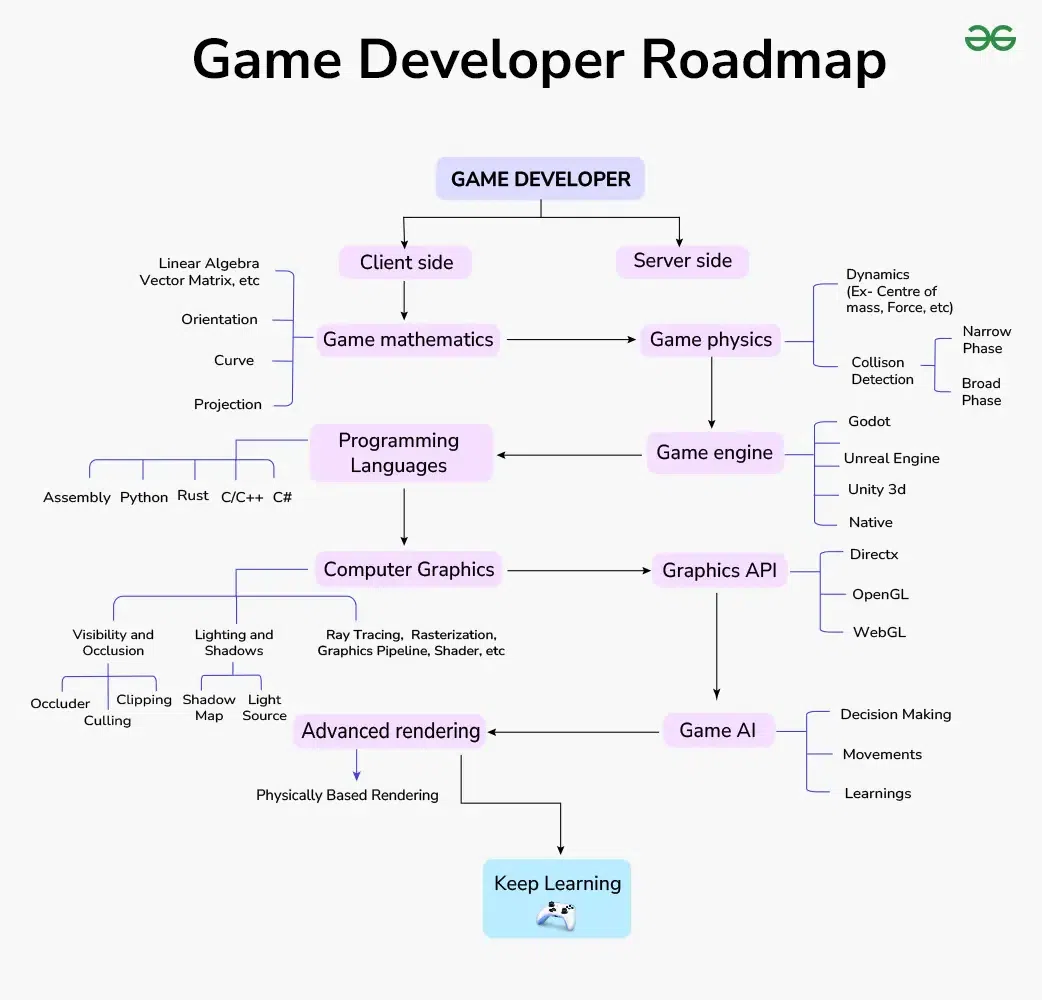 Game Developer Roadmap
GAME DEVELOPER
Client side
Server side
Linear Algebra
Vector Matrix, etc
Orientation
Curve
Projection
Game mathematics
Game physics
Dynamics
(Ex- Centre of
mass, Force, etc)
Collison
Detection
Narrow
Phase
Broad
Phase
Programming
Languages
Game engine
Godot
Unreal Engine
Unity 3d
Native
Assembly
Python
Rust
C/C++
C#
Computer Graphics
Graphics API
Directx
OpenGL
WebGL
Visibility and
Occlusion
Lighting and
Shadows
Ray Tracing, Rasterization,
Graphics Pipeline, Shader, etc
Occluder
Culling
Clipping
Shadow
Map
Light
Source
Advanced rendering
Game AI
Decision Making
Movements
Learnings
Physically Based Rendering
Keep Learning